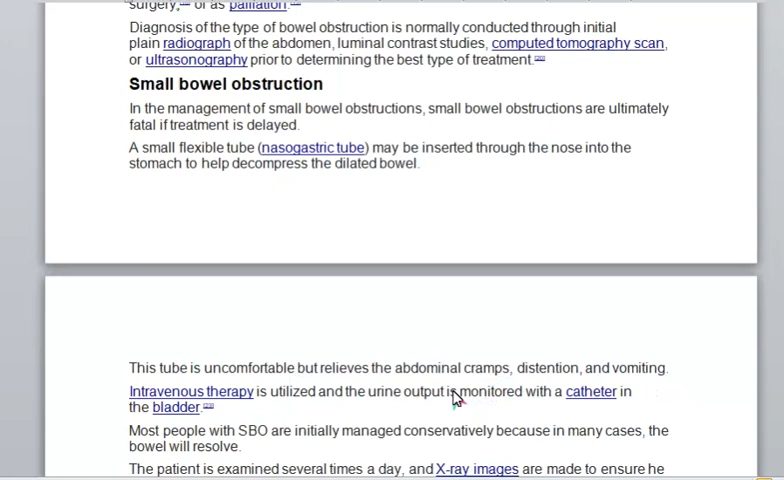 surgery, or as palliation.
Diagnosis of the type of bowel obstruction is normally conducted through initial
plain radiograph of the abdomen, luminal contrast studies, computed tomography scan,
or ultrasonography prior to determining the best type of treatment.
Small bowel obstruction
In the management of small bowel obstructions, small bowel obstructions are ultimately
fatal if treatment is delayed.
A small flexible tube (nasogastric tube) may be inserted through the nose into the
stomach to help decompress the dilated bowel.
This tube is uncomfortable but relieves the abdominal cramps, distention, and vomiting.
Intravenous therapy is utilized and the urine output is monitored with a catheter in
the bladder.
Most people with SBO are initially managed conservatively because in many cases, the
bowel will resolve.
The patient is examined several times a day, and X-ray images are made to ensure he